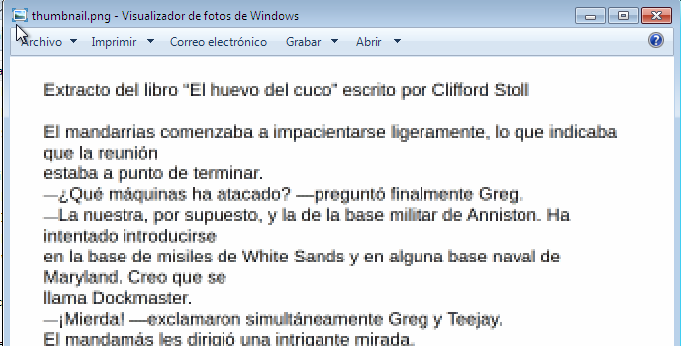 thumbnail.png - Visualizador de fotos de Windows
Archivo Imprimir Correo electrónico Grabar Abrir
Extracto del libro "El huevo del cuco" escrito por Clifford Stoll
El mandarrias comenzaba a impacientarse ligeramente, lo que indicaba
que la reunión
estaba a punto de terminar.
—¿Qué máquinas ha atacado? —preguntó finalmente Greg.
—La nuestra, por supuesto, y la de la base militar de Anniston. Ha
intentado introducirse
en la base de misiles de White Sands y en alguna base naval de
Maryland. Creo que se
llama Dockmaster.
—¡Mierda! —exclamaron simultáneamente Greg y Teejay.
El mandamás les dirigió una intrigante mirada.